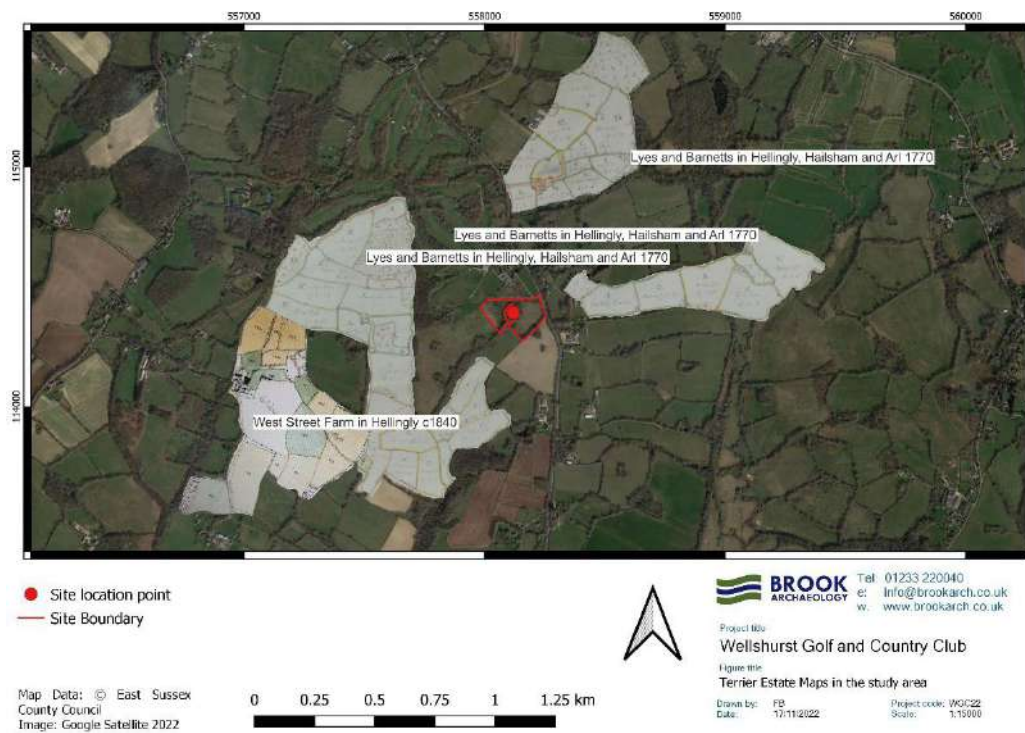 557000
558000
559000
560000
115000
114000
Lyes and Barnetts in Hellingly, Hailsham and Arl 1770
Lyes and Barnetts in Hellingly, Hailsham and Arl 1770
Lyes and Barnetts in Hellingly, Hailsham and Arl 1770
West Street Farm in Hellingly c1840
Site location point
Site Boundary
Map Data: © East Sussex
County Council
Image: Google Satellite 2022
0 0.25 0.5 0.75 1 1.25 km
BROOK
ARCHAEOLOGY
Tel 01233 220040
e: info@brookarch.co.uk
w. www.brookarch.co.uk
Project title
Wellshurst Golf and Country Club
Figure title
Terrier Estate Maps in the study area
Drawn by: FB
Date: 17/11/2022
Project code: WGC22
Scale: 1:15000